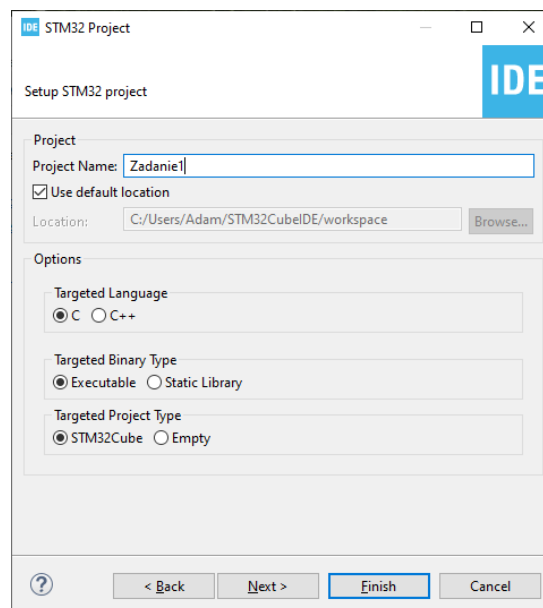 IDE STM32 Project
Setup STM32 project
IDE
Project
Project Name: Zadanie1
Use default location
Location: C:/Users/Adam/STM32CubeIDE/workspace Browse...
Options
Targeted Language
C C++
Targeted Binary Type
Executable Static Library
Targeted Project Type
STM32Cube Empty
? < Back Next > Finish Cancel